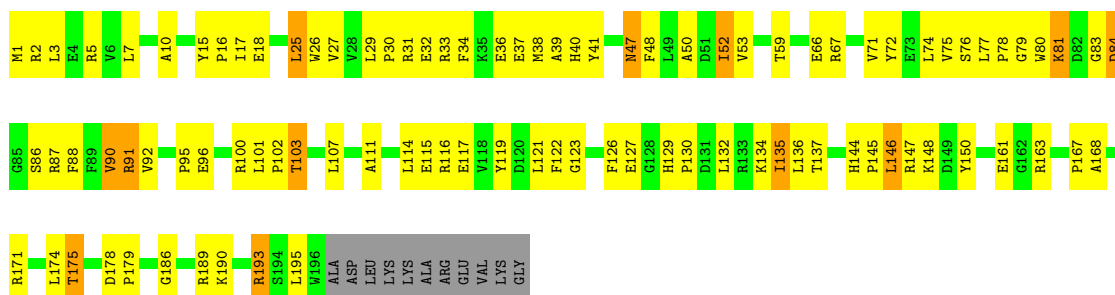 M1 R2 L3 E4 R5 V6 L7 A10 Y15 P16 I17 E18 L25 W26 V27 V28 L29 P30 R31 E32 R33 F34 K35 E36 E37 M38 A39 H40 Y41 N47 F48 L49 A50 D51 I52 V53 T59 E66 R67 V71 Y72 E73 L74 V75 S76 L77 P78 G79 W80 K81 D82 G83
G85 S86 R87 F88 F89 V90 R91 V92 P95 E96 R100 L101 P102 T103 L107 A111 L114 E115 R116 E117 V118 Y119 D120 L121 F122 G123 F126 E127 G128 H129 P130 D131 L132 R133 K134 I135 L136 T137 H144 P145 L146 R147 K148 D149 Y150 E161 G162 R163 P167 A168
R171 L174 T175 D178 P179 G186 R189 K190 R193 S194 L195 W196 ALA ASP LEU LYS LYS ALA ARG GLU VAL LYS GLY